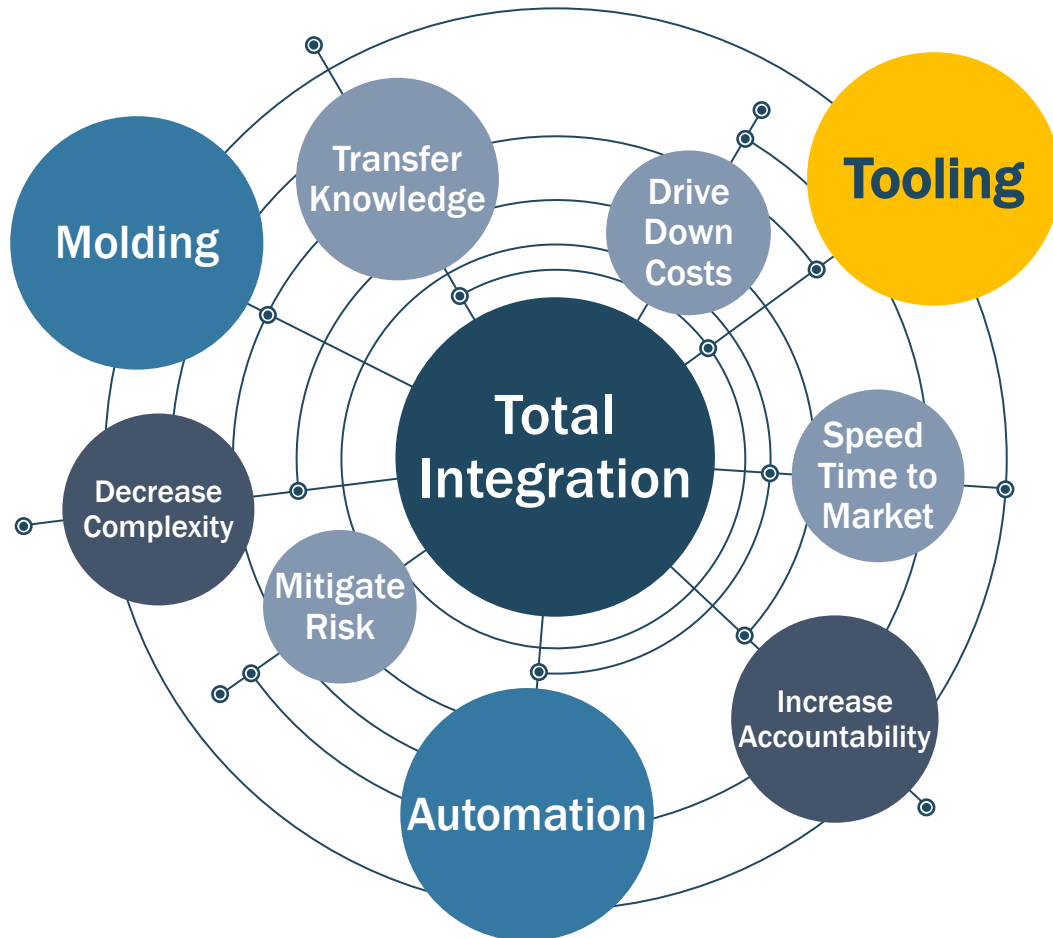 Transfer
Knowledge
Tooling
Drive
Down
Costs
Molding
Total
Integration
Speed
Time to
Market
Decrease
Complexity
Mitigate
Risk
Increase
Accountability
Automation